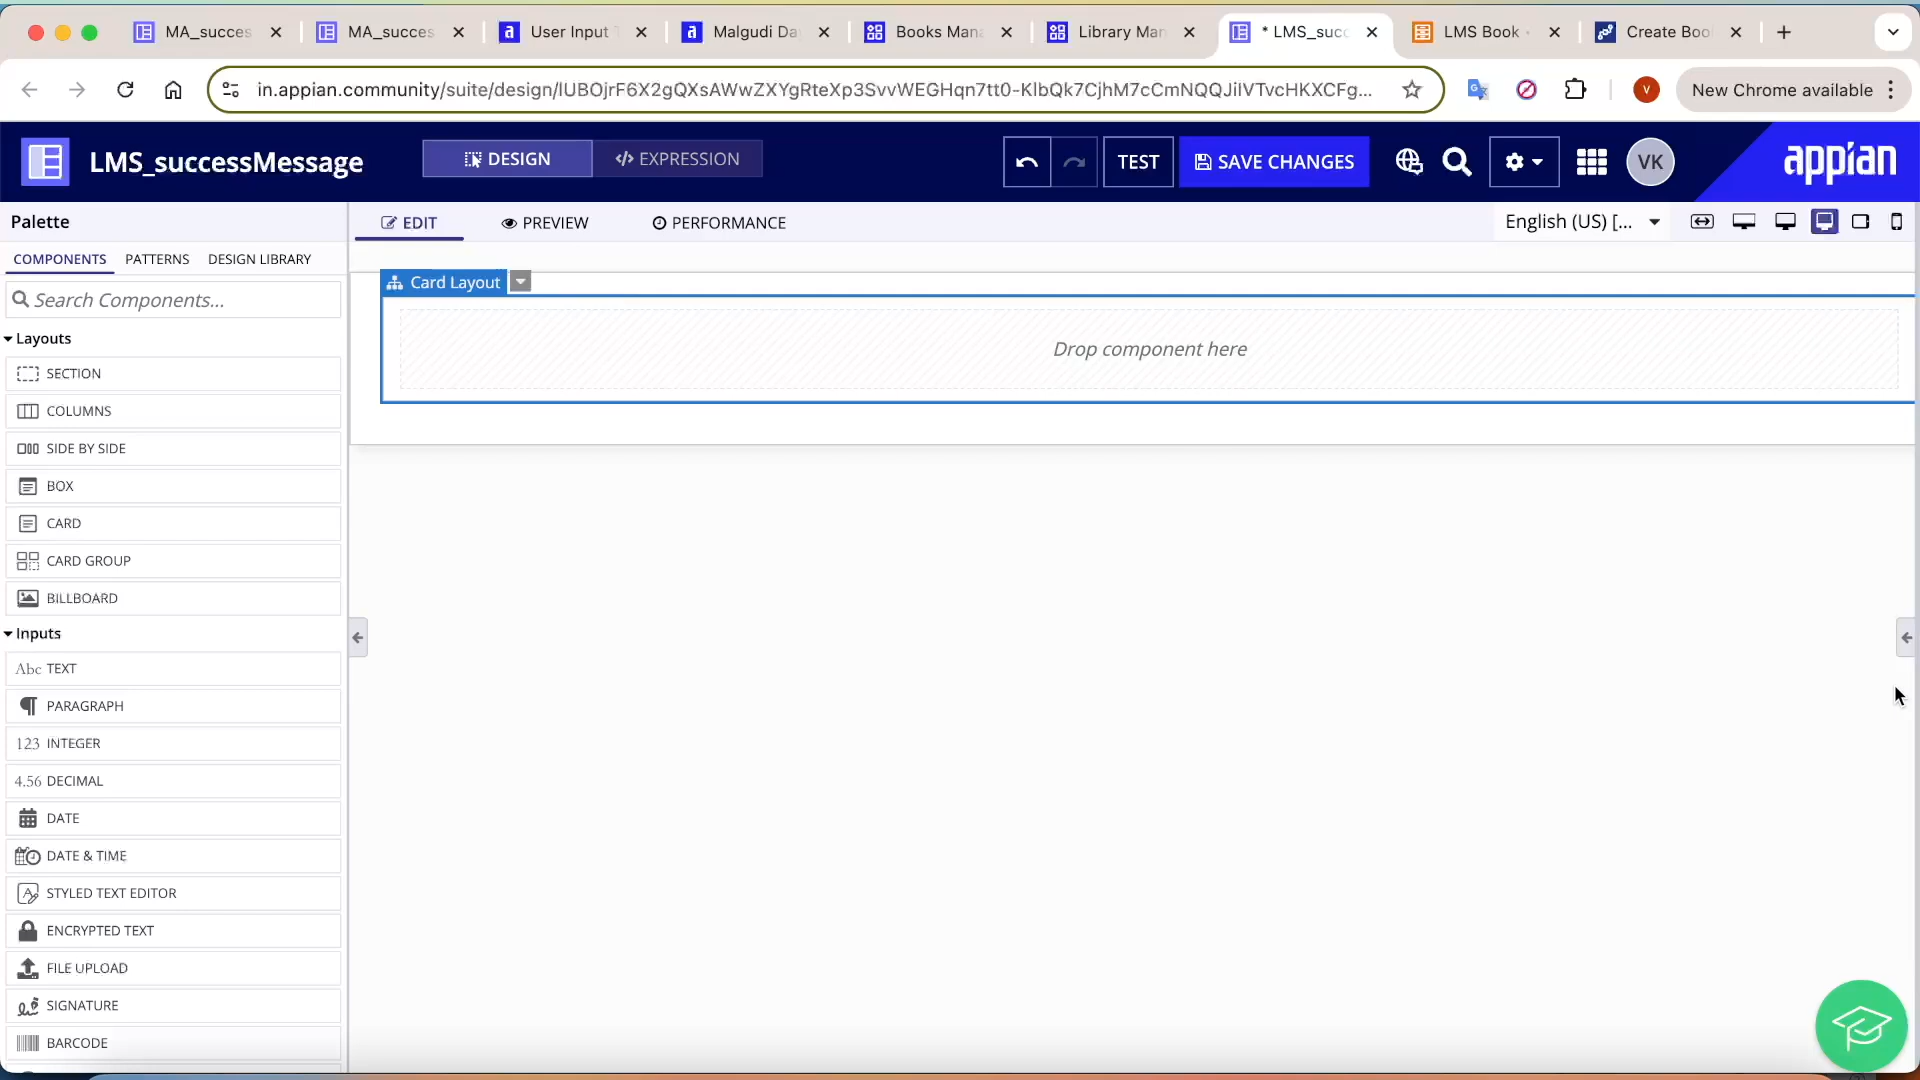 MA_succes
MA_succes
User Input
Malgudi Da
Books Mana
Library Man
* LMS_succ
LMS Book
Create Boo
in.appian.community/suite/design/lUBOjrF6X2gQXsAWwZXYgRteXp3SvvWEGHqn7tt0-KlbQk7CjhM7cCmNQQJilVTvcHKXCFg...
V
New Chrome available
LMS_successMessage
DESIGN
EXPRESSION
TEST
SAVE CHANGES
VK
appian
Palette
EDIT
PREVIEW
PERFORMANCE
English (US) [...
COMPONENTS
PATTERNS
DESIGN LIBRARY
Search Components...
Card Layout
Drop component here
Layouts
SECTION
COLUMNS
SIDE BY SIDE
BOX
CARD
CARD GROUP
BILLBOARD
Inputs
Abc TEXT
PARAGRAPH
123 INTEGER
4.56 DECIMAL
DATE
DATE & TIME
STYLED TEXT EDITOR
ENCRYPTED TEXT
FILE UPLOAD
SIGNATURE
BARCODE